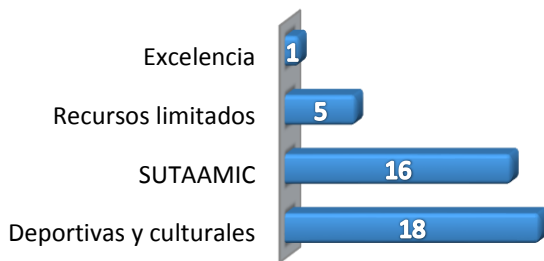 Excelencia 1
Recursos limitados 5
SUTAAMIC 16
Deportivas y culturales 18